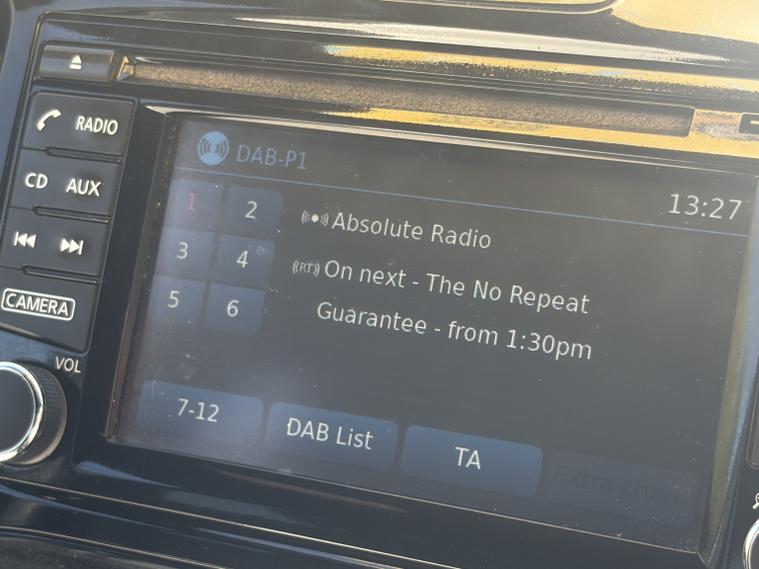 RADIO
CD AUX
CAMERA
VOL
DAB-P1
13:27
1 2
3 4
5 6
Absolute Radio
(RT) On next - The No Repeat
Guarantee - from 1:30pm
7-12
DAB List
TA